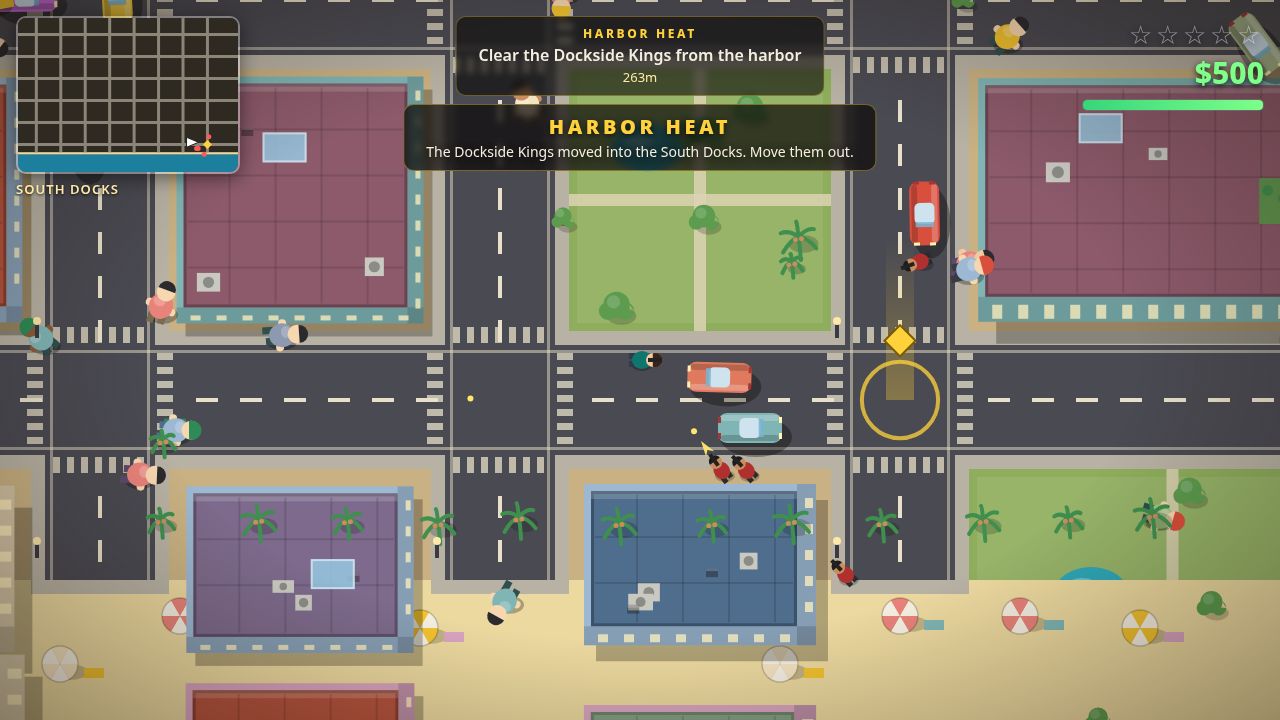 HARBOR HEAT
Clear the Dockside Kings from the harbor
263m
$500
HARBOR HEAT
The Dockside Kings moved into the South Docks. Move them out.
SOUTH DOCKS